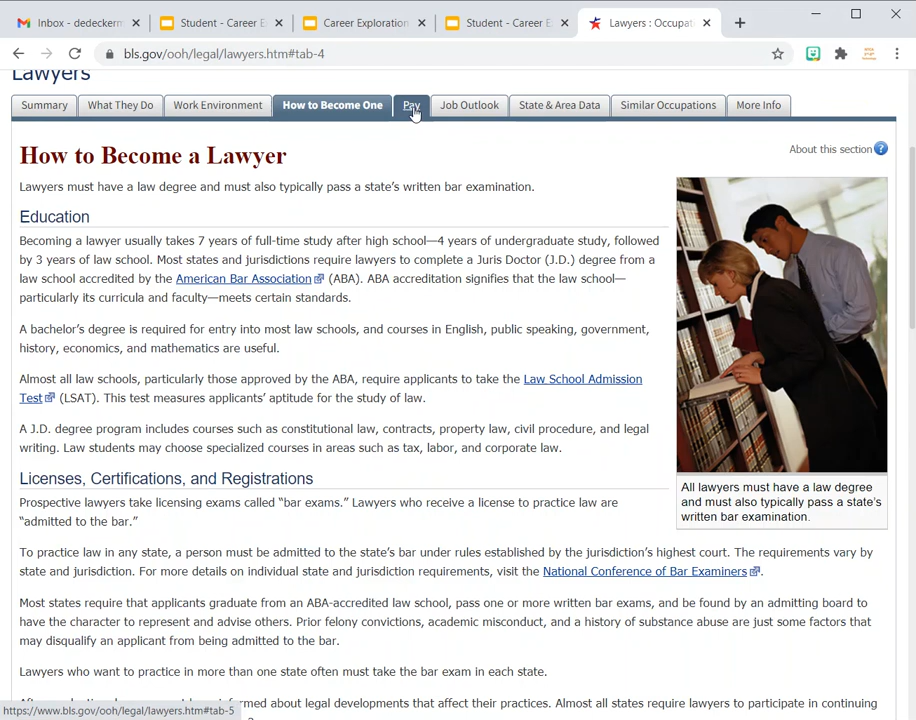 Inbox - dedeckerm
Student - Career E
Career Exploration
Student - Career E
Lawyers : Occupat
bls.gov/ooh/legal/lawyers.htm#tab-4
Lawyers
Summary
What They Do
Work Environment
How to Become One
Pay
Job Outlook
State & Area Data
Similar Occupations
More Info
How to Become a Lawyer
About this section
Lawyers must have a law degree and must also typically pass a state's written bar examination.
Education
Becoming a lawyer usually takes 7 years of full-time study after high school—4 years of undergraduate study, followed
by 3 years of law school. Most states and jurisdictions require lawyers to complete a Juris Doctor (J.D.) degree from a
law school accredited by the American Bar Association (ABA). ABA accreditation signifies that the law school—
particularly its curricula and faculty—meets certain standards.
A bachelor's degree is required for entry into most law schools, and courses in English, public speaking, government,
history, economics, and mathematics are useful.
Almost all law schools, particularly those approved by the ABA, require applicants to take the Law School Admission
Test (LSAT). This test measures applicants' aptitude for the study of law.
A J.D. degree program includes courses such as constitutional law, contracts, property law, civil procedure, and legal
writing. Law students may choose specialized courses in areas such as tax, labor, and corporate law.
All lawyers must have a law degree
and must also typically pass a state's
written bar examination.
Licenses, Certifications, and Registrations
Prospective lawyers take licensing exams called "bar exams." Lawyers who receive a license to practice law are
"admitted to the bar."
To practice law in any state, a person must be admitted to the state's bar under rules established by the jurisdiction's highest court. The requirements vary by
state and jurisdiction. For more details on individual state and jurisdiction requirements, visit the National Conference of Bar Examiners.
Most states require that applicants graduate from an ABA-accredited law school, pass one or more written bar exams, and be found by an admitting board to
have the character to represent and advise others. Prior felony convictions, academic misconduct, and a history of substance abuse are just some factors that
may disqualify an applicant from being admitted to the bar.
Lawyers who want to practice in more than one state often must take the bar exam in each state.
rmed about legal developments that affect their practices. Almost all states require lawyers to participate in continuing
https://www.bls.gov/ooh/legal/lawyers.htm#tab-5